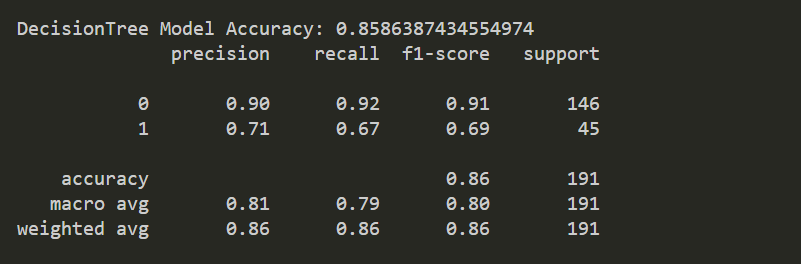 DecisionTree Model Accuracy: 0.8586387434554974
precision recall f1-score support
0 0.90 0.92 0.91 146
1 0.71 0.67 0.69 45
accuracy 0.86 191
macro avg 0.81 0.79 0.80 191
weighted avg 0.86 0.86 0.86 191